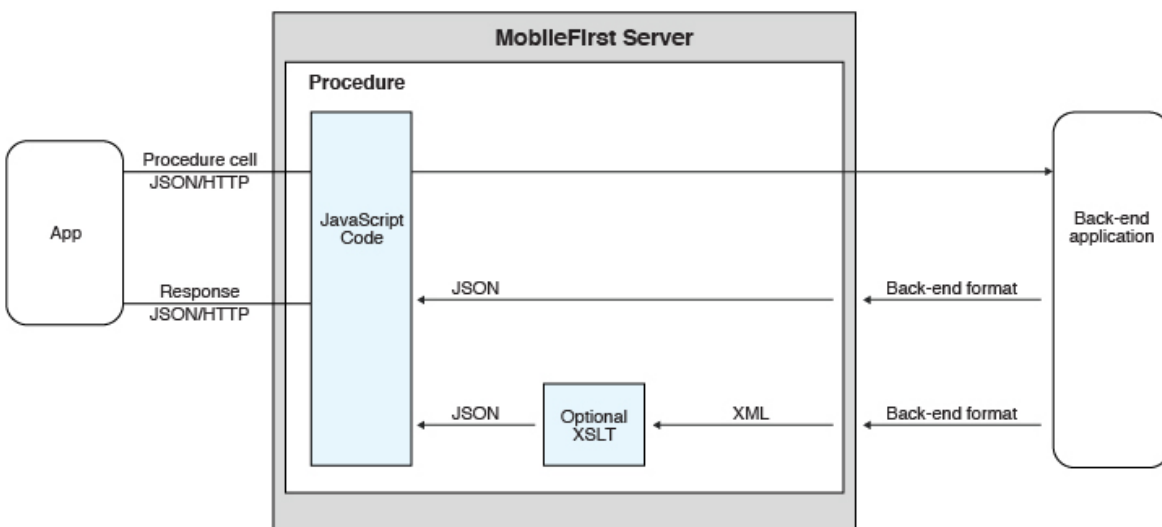 MobileFirst Server
Procedure
Procedure cell
JSON/HTTP
App
JavaScript
Code
Back-end
application
Response
JSON/HTTP
JSON
Back-end format
JSON
Optional
XSLT
XML
Back-end format